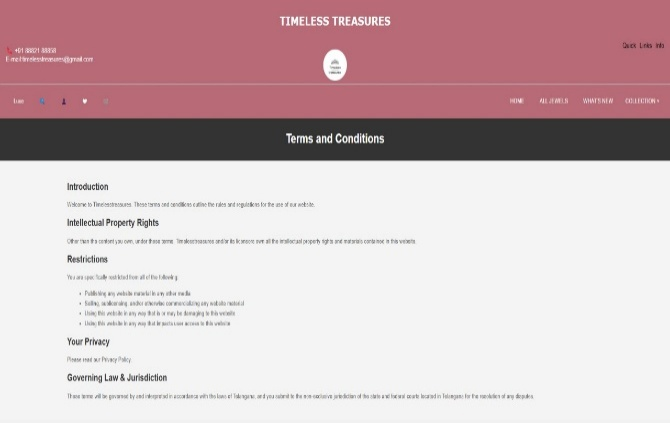 TIMELESS TREASURES
Quick Links Info
E-mail:timelesstreasures@gmail.com
HOME ALL JEWELS WHAT'S NEW COLLECTION
Terms and Conditions
Introduction
Welcome to Timelesstreasures. These terms and conditions outline the rules and regulations for the use of our website.
Intellectual Property Rights
Other than the content you own, under these terms, Timelesstreasures and/or its licensors own all the intellectual property rights and materials contained in this website.
Restrictions
You are specifically restricted from all of the following:
Publishing any website material in any other media
Selling, sublicensing, and/or otherwise commercializing any website material
Using this website in any way that is or may be damaging to this website
Using this website in any way that impacts user access to this website
Your Privacy
Please read our Privacy Policy.
Governing Law & Jurisdiction
These terms will be governed by and interpreted in accordance with the laws of Telangana, and you submit to the non-exclusive jurisdiction of the state and federal courts located in Telangana for the resolution of any disputes.